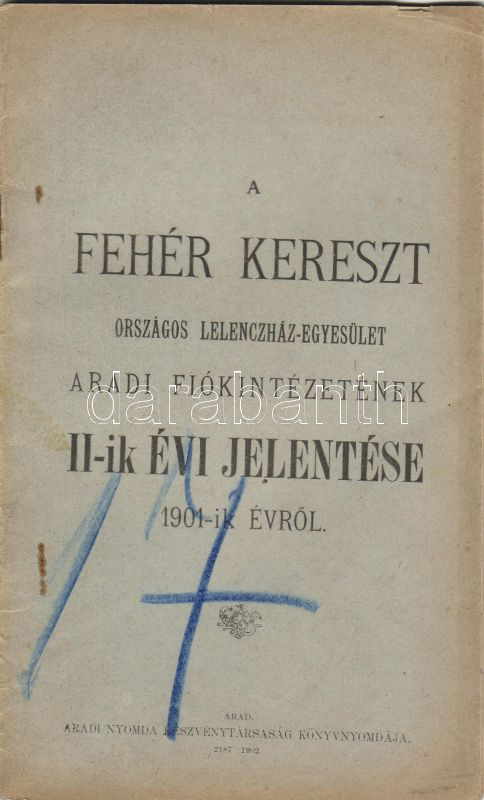 A
FEHÉR KERESZT
ORSZÁGOS LELENCZHÁZ-EGYESÜLET
ARADI FIÓKINTÉZETÉNEK
darabanth
II-ik ÉVI JELENTÉSE
1901-ik ÉVRŐL.
17
ARAD.
ARADI NYOMDA RÉSZVÉNYTÁRSASÁG KÖNYVNYOMDÁJA.
2187 1902.